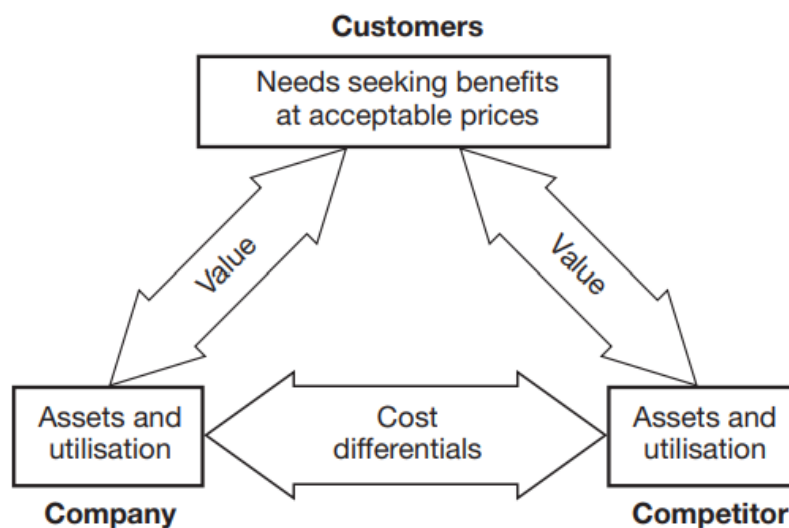 Customers
Needs seeking benefits
at acceptable prices
Value
Value
Assets and
utilisation
Cost
differentials
Assets and
utilisation
Company
Competitor